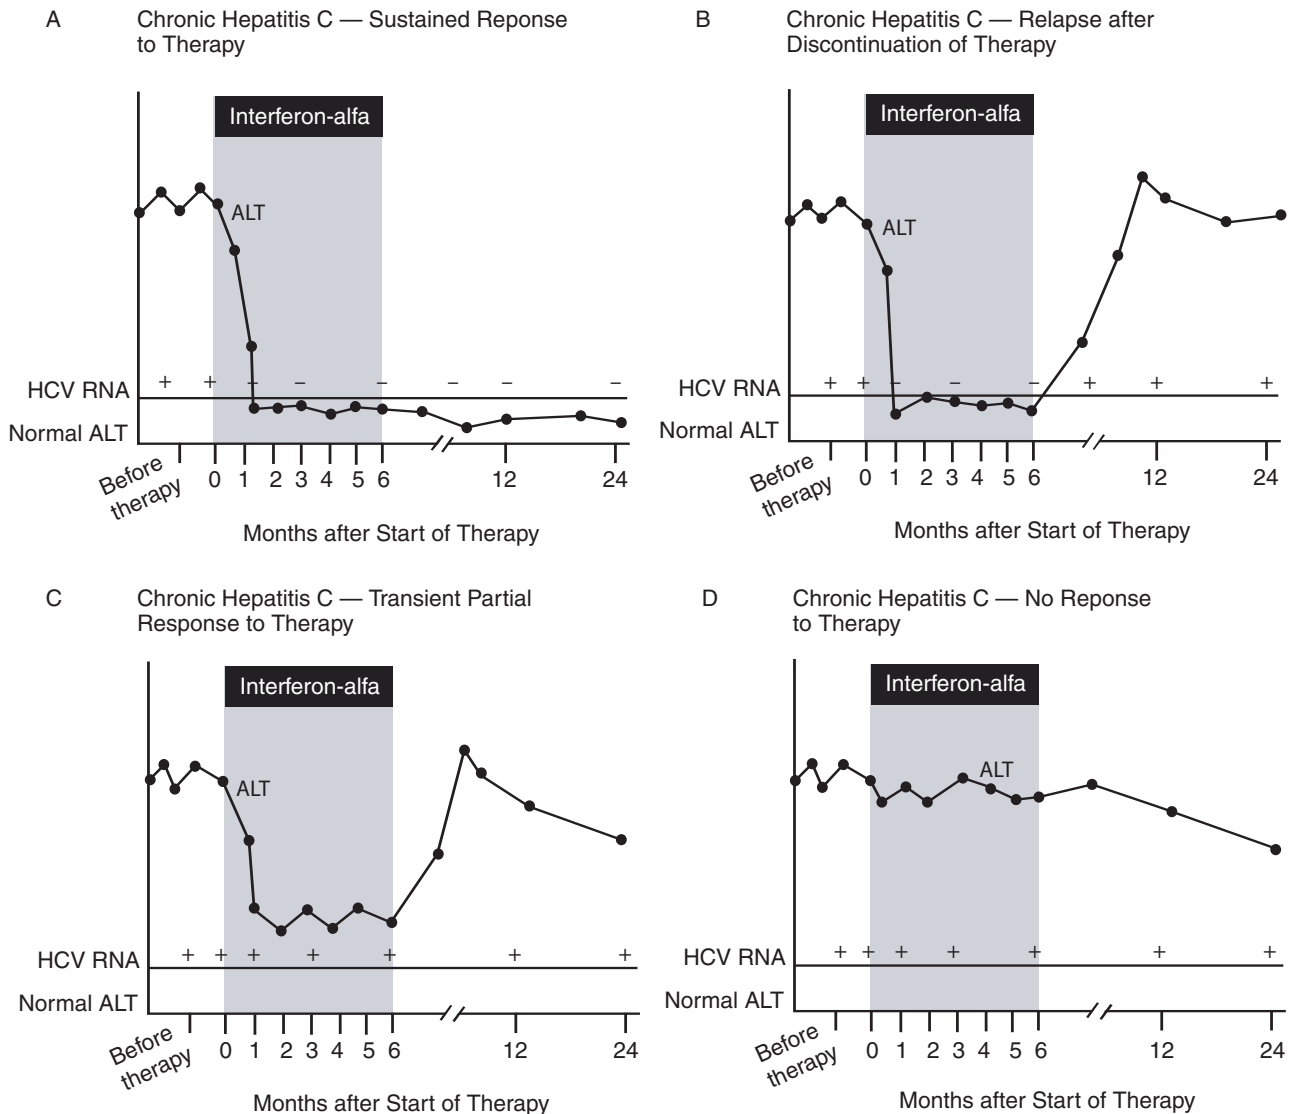 A
Chronic Hepatitis C — Sustained Reponse
to Therapy
Interferon-alfa
ALT
HCV RNA
+ + – – – – – –
Normal ALT
Before
therapy
0 1 2 3 4 5 6 12 24
Months after Start of Therapy
B
Chronic Hepatitis C — Relapse after
Discontinuation of Therapy
Interferon-alfa
ALT
HCV RNA
+ + – – – + + +
Normal ALT
Before
therapy
0 1 2 3 4 5 6 12 24
Months after Start of Therapy
C
Chronic Hepatitis C — Transient Partial
Response to Therapy
Interferon-alfa
ALT
HCV RNA
+ + + + + + +
Normal ALT
Before
therapy
0 1 2 3 4 5 6 12 24
Months after Start of Therapy
D
Chronic Hepatitis C — No Reponse
to Therapy
Interferon-alfa
ALT
HCV RNA
+ + + + + + +
Normal ALT
Before
therapy
0 1 2 3 4 5 6 12 24
Months after Start of Therapy